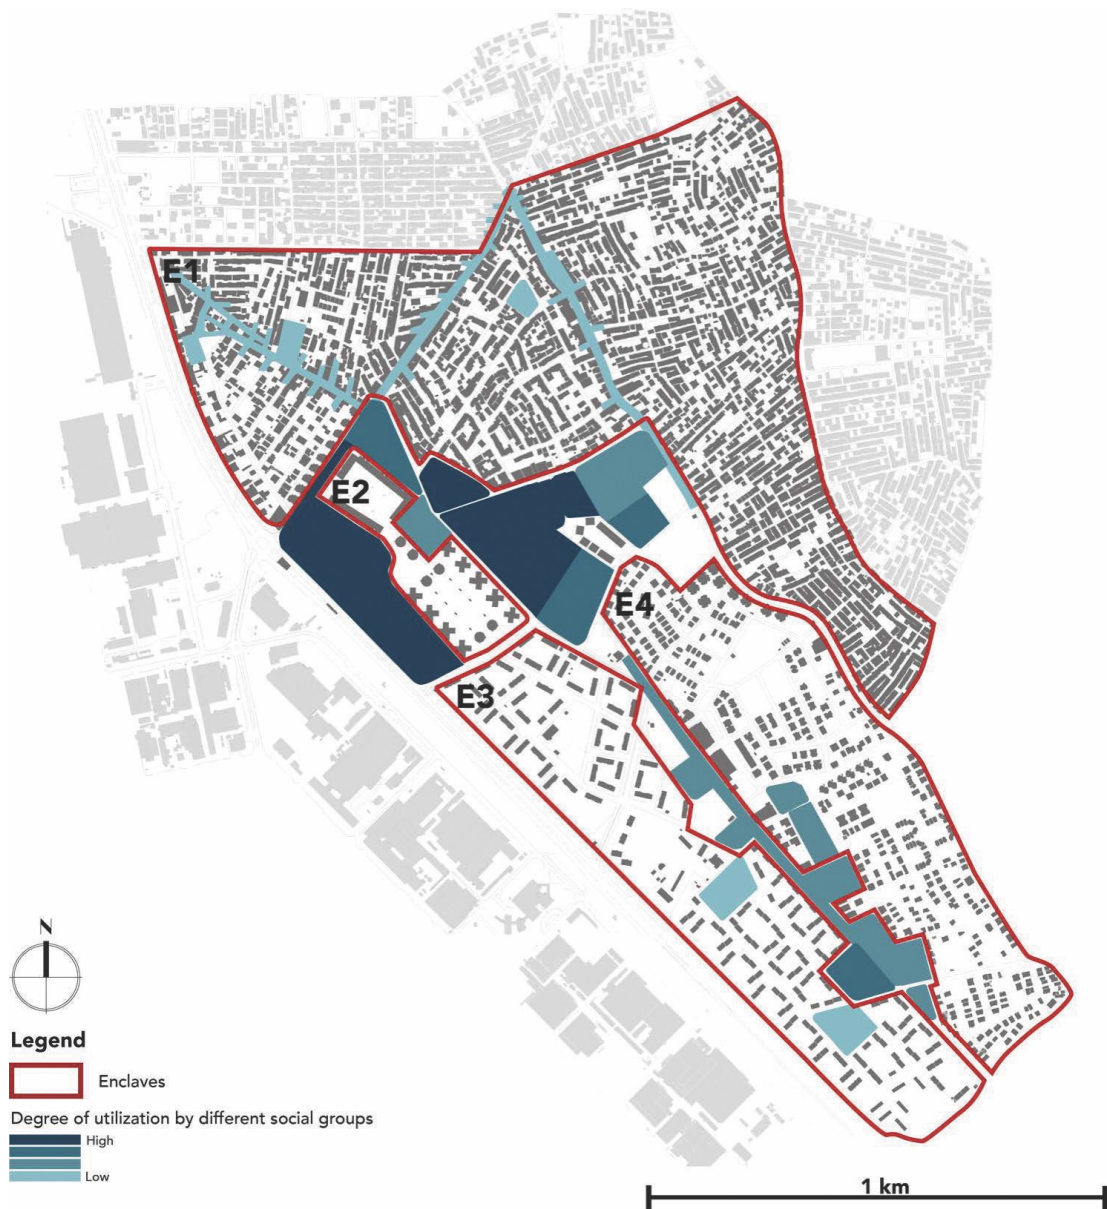 E1
E2
E4
E3
N
Legend
Enclaves
Degree of utilization by different social groups
High
Low
1 km